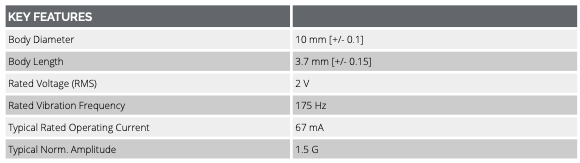 KEY FEATURES
Body Diameter 10 mm [+/- 0.1]
Body Length 3.7 mm [+/- 0.15]
Rated Voltage (RMS) 2 V
Rated Vibration Frequency 175 Hz
Typical Rated Operating Current 67 mA
Typical Norm. Amplitude 1.5 G